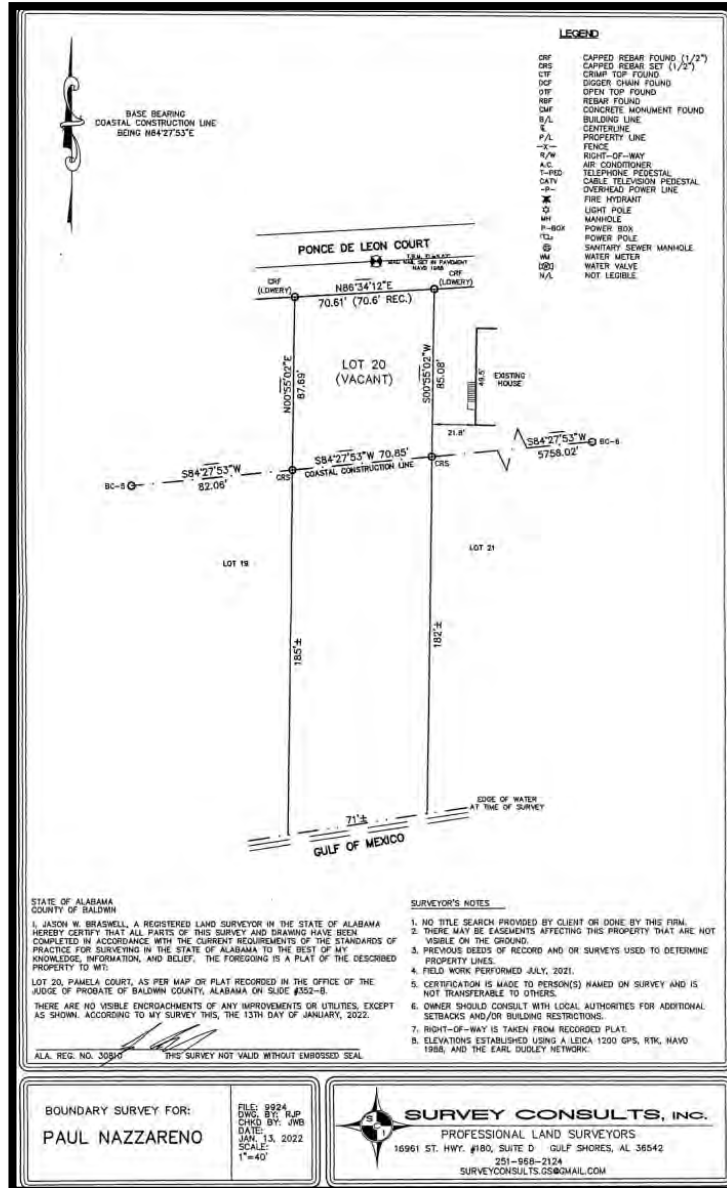 LEGEND
CRF CAPPED REBAR FOUND (1/2")
CRS CAPPED REBAR SET (1/2")
CTF CRIMP TOP FOUND
DCF DIGGER CHAIN FOUND
OTF OPEN TOP FOUND
RBF REBAR FOUND
CMF CONCRETE MONUMENT FOUND
B/L BUILDING LINE
CENTERLINE
P/L PROPERTY LINE
-X- FENCE
R/W RIGHT-OF-WAY
A.C. AIR CONDITIONER
T-PED TELEPHONE PEDESTAL
CATV CABLE TELEVISION PEDESTAL
-P- OVERHEAD POWER LINE
FIRE HYDRANT
LIGHT POLE
MH MANHOLE
P-BOX POWER BOX
POWER POLE
SANITARY SEWER MANHOLE
WM WATER METER
WATER VALVE
N/L NOT LEGIBLE
BASE BEARING
COASTAL CONSTRUCTION LINE
BEING N84°27'53"E
PONCE DE LEON COURT
MAG NAIL SET IN PAVEMENT
NAVD 1988
CRF
(LOWERY)
N86°34'12"E
70.61' (70.6' REC.)
CRF
(LOWERY)
N00°55'02"E
87.69'
LOT 20
(VACANT)
S00°55'02"W
85.08'
49.5'
EXISTING
HOUSE
21.8'
S84°27'53"W
82.06'
BC-5
CRS
S84°27'53"W 70.85'
COASTAL CONSTRUCTION LINE
CRS
S84°27'53"W
5758.02'
BC-6
LOT 19
LOT 21
185'±
182'±
71'±
GULF OF MEXICO
EDGE OF WATER
AT TIME OF SURVEY
STATE OF ALABAMA
COUNTY OF BALDWIN
I, JASON W. BRASWELL, A REGISTERED LAND SURVEYOR IN THE STATE OF ALABAMA
HEREBY CERTIFY THAT ALL PARTS OF THIS SURVEY AND DRAWING HAVE BEEN
COMPLETED IN ACCORDANCE WITH THE CURRENT REQUIREMENTS OF THE STANDARDS OF
PRACTICE FOR SURVEYING IN THE STATE OF ALABAMA TO THE BEST OF MY
KNOWLEDGE, INFORMATION, AND BELIEF. THE FOREGOING IS A PLAT OF THE DESCRIBED
PROPERTY TO WIT:
LOT 20, PAMELA COURT, AS PER MAP OR PLAT RECORDED IN THE OFFICE OF THE
JUDGE OF PROBATE OF BALDWIN COUNTY, ALABAMA ON SLIDE #352-B.
THERE ARE NO VISIBLE ENCROACHMENTS OF ANY IMPROVEMENTS OR UTILITIES, EXCEPT
AS SHOWN. ACCORDING TO MY SURVEY THIS, THE 13TH DAY OF JANUARY, 2022.
ALA. REG. NO. 30810 THIS SURVEY NOT VALID WITHOUT EMBOSSED SEAL
SURVEYOR'S NOTES
1. NO TITLE SEARCH PROVIDED BY CLIENT OR DONE BY THIS FIRM.
2. THERE MAY BE EASEMENTS AFFECTING THIS PROPERTY THAT ARE NOT
VISIBLE ON THE GROUND.
3. PREVIOUS DEEDS OF RECORD AND OR SURVEYS USED TO DETERMINE
PROPERTY LINES.
4. FIELD WORK PERFORMED JULY, 2021.
5. CERTIFICATION IS MADE TO PERSON(S) NAMED ON SURVEY AND IS
NOT TRANSFERABLE TO OTHERS.
6. OWNER SHOULD CONSULT WITH LOCAL AUTHORITIES FOR ADDITIONAL
SETBACKS AND/OR BUILDING RESTRICTIONS.
7. RIGHT-OF-WAY IS TAKEN FROM RECORDED PLAT.
8. ELEVATIONS ESTABLISHED USING A LEICA 1200 GPS, RTK, NAVD
1988, AND THE EARL DUDLEY NETWORK.
BOUNDARY SURVEY FOR:
PAUL NAZZARENO
FILE: 9924
DWG. BY: RJP
CHKD BY: JWB
DATE:
JAN. 13, 2022
SCALE:
1"=40'
SURVEY CONSULTS, INC.
PROFESSIONAL LAND SURVEYORS
16961 ST. HWY. #180, SUITE D GULF SHORES, AL 36542
251-968-2124
SURVEYCONSULTS.GS@GMAIL.COM